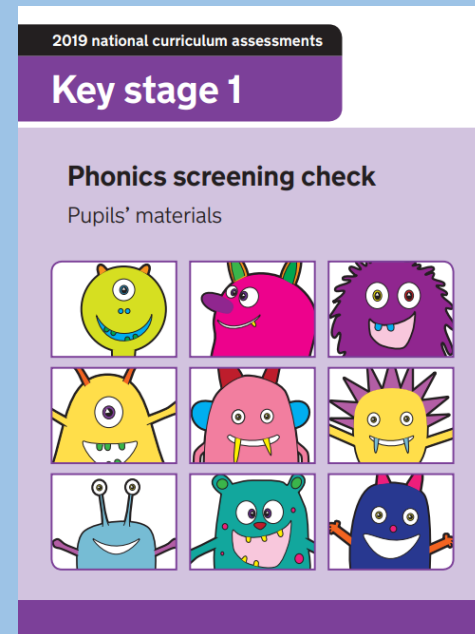 2019 national curriculum assessments
Key stage 1
Phonics screening check
Pupils’ materials